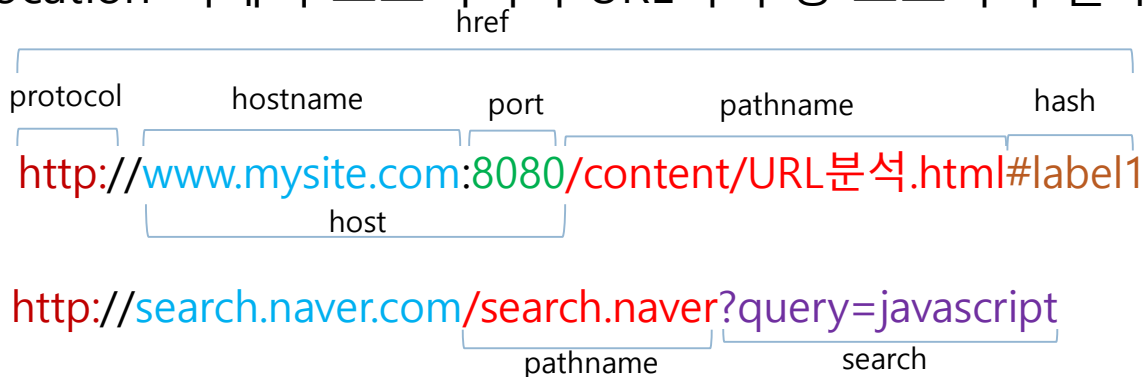 href
protocol hostname port pathname hash
http://www.mysite.com:8080/content/URL분석.html#label1
host
http://search.naver.com/search.naver?query=javascript
pathname search